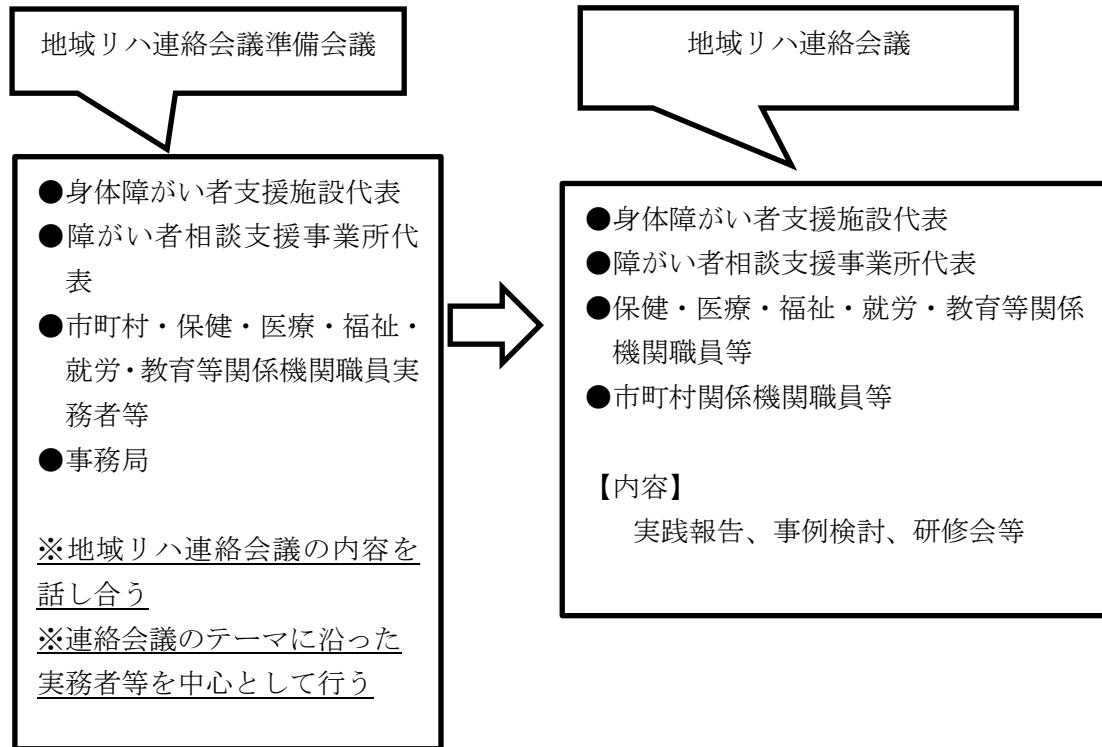 地域リハ連絡会議準備会議
●身体障がい者支援施設代表
●障がい者相談支援事業所代
表
●市町村・保健・医療・福祉・
就労・教育等関係機関職員実
務者等
●事務局
※地域リハ連絡会議の内容を
話し合う
※連絡会議のテーマに沿った
実務者等を中心として行う
地域リハ連絡会議
●身体障がい者支援施設代表
●障がい者相談支援事業所代表
●保健・医療・福祉・就労・教育等関係
機関職員等
●市町村関係機関職員等
【内容】
実践報告、事例検討、研修会等